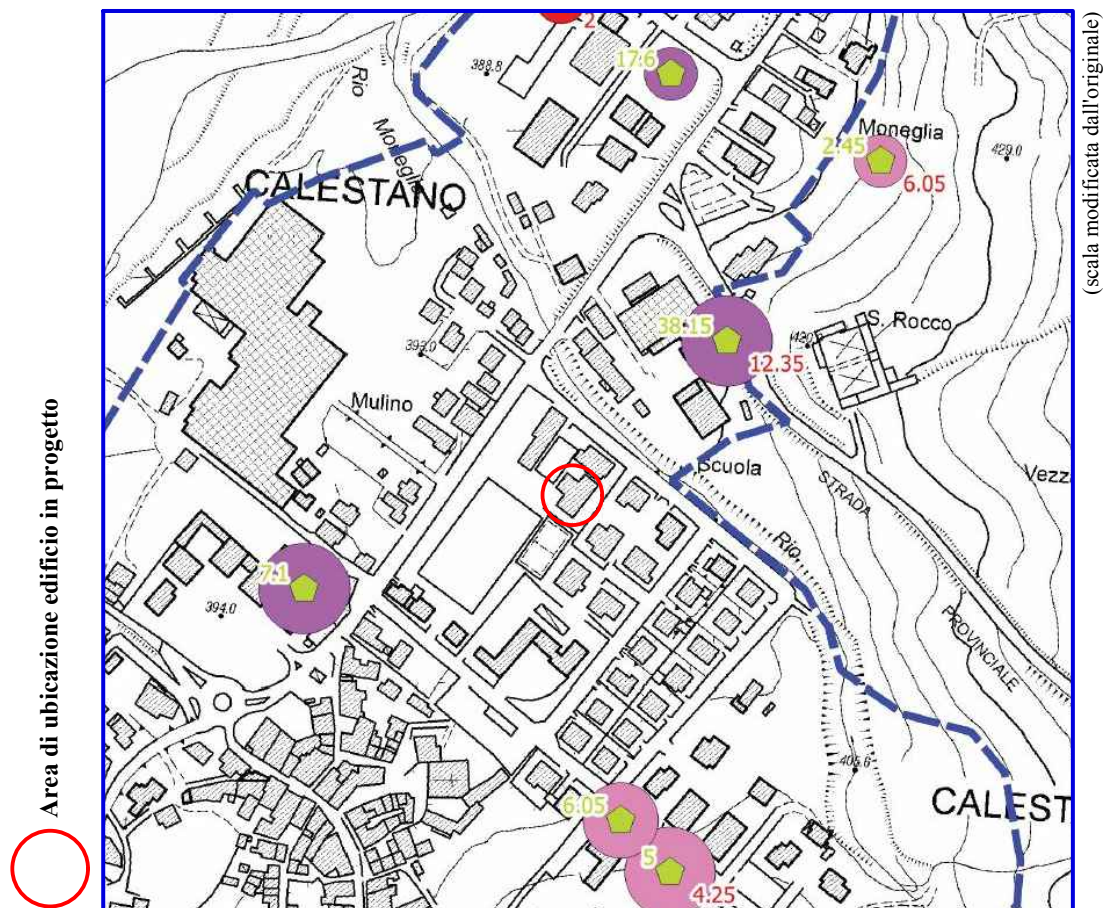 Area di ubicazione edificio in progetto
(scala modificata dall'originale)
2
388.8
17.6
Rio
Moneglia
Moneglia
2.45
6.05
429.0
CALESTANO
38.15
12.35
S. Rocco
393.0
Mulino
Scuola
STRADA
Vezz
Rio
7.1
394.0
PROVINCIALE
405.6
6.05
5
4.25
CALEST